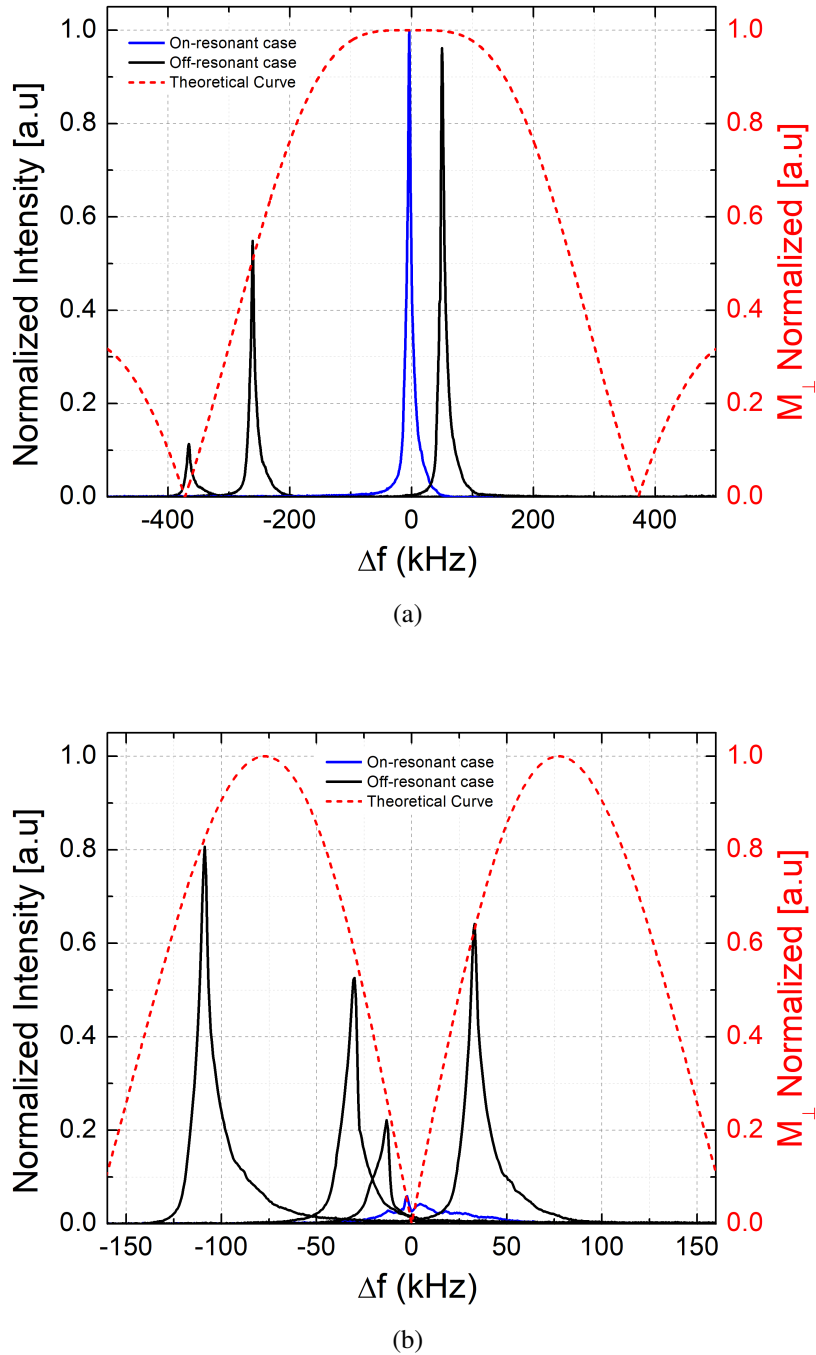 On-resonant case
Off-resonant case
Theoretical Curve
Normalized Intensity [a.u]
1.0
0.8
0.6
0.4
0.2
0.0
M⊥ Normalized [a.u]
1.0
0.8
0.6
0.4
0.2
0.0
-400 -200 0 200 400
Δf (kHz)
(a)
On-resonant case
Off-resonant case
Theoretical Curve
Normalized Intensity [a.u]
1.0
0.8
0.6
0.4
0.2
0.0
M⊥ Normalized [a.u]
1.0
0.8
0.6
0.4
0.2
0.0
-150 -100 -50 0 50 100 150
Δf (kHz)
(b)